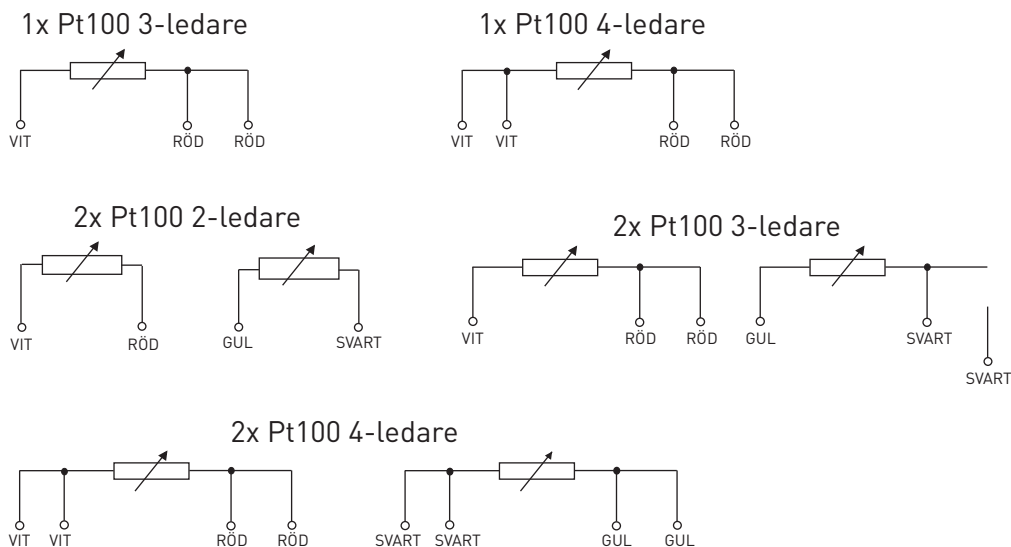 1x Pt100 3-ledare
1x Pt100 4-ledare
VIT RÖD RÖD
VIT VIT RÖD RÖD
2x Pt100 2-ledare
2x Pt100 3-ledare
VIT RÖD GUL SVART
VIT RÖD RÖD GUL SVART
SVART
2x Pt100 4-ledare
VIT VIT RÖD RÖD SVART SVART GUL GUL